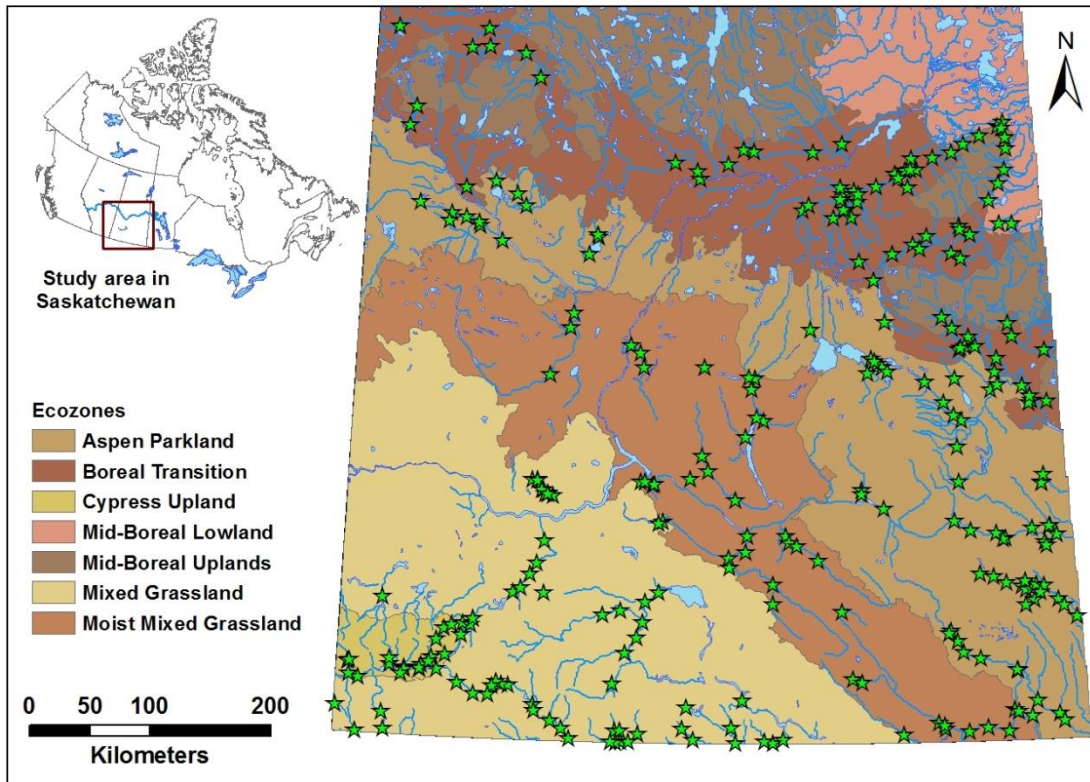 Study area in
Saskatchewan
N
Ecozones
Aspen Parkland
Boreal Transition
Cypress Upland
Mid-Boreal Lowland
Mid-Boreal Uplands
Mixed Grassland
Moist Mixed Grassland
0 50 100 200
Kilometers